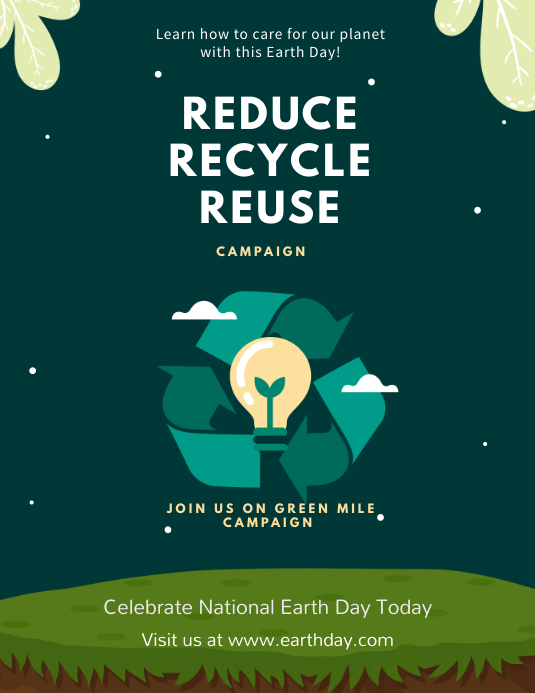 Learn how to care for our planet
with this Earth Day!
REDUCE
RECYCLE
REUSE
CAMPAIGN
JOIN US ON GREEN MILE
CAMPAIGN
Celebrate National Earth Day Today
Visit us at www.earthday.com